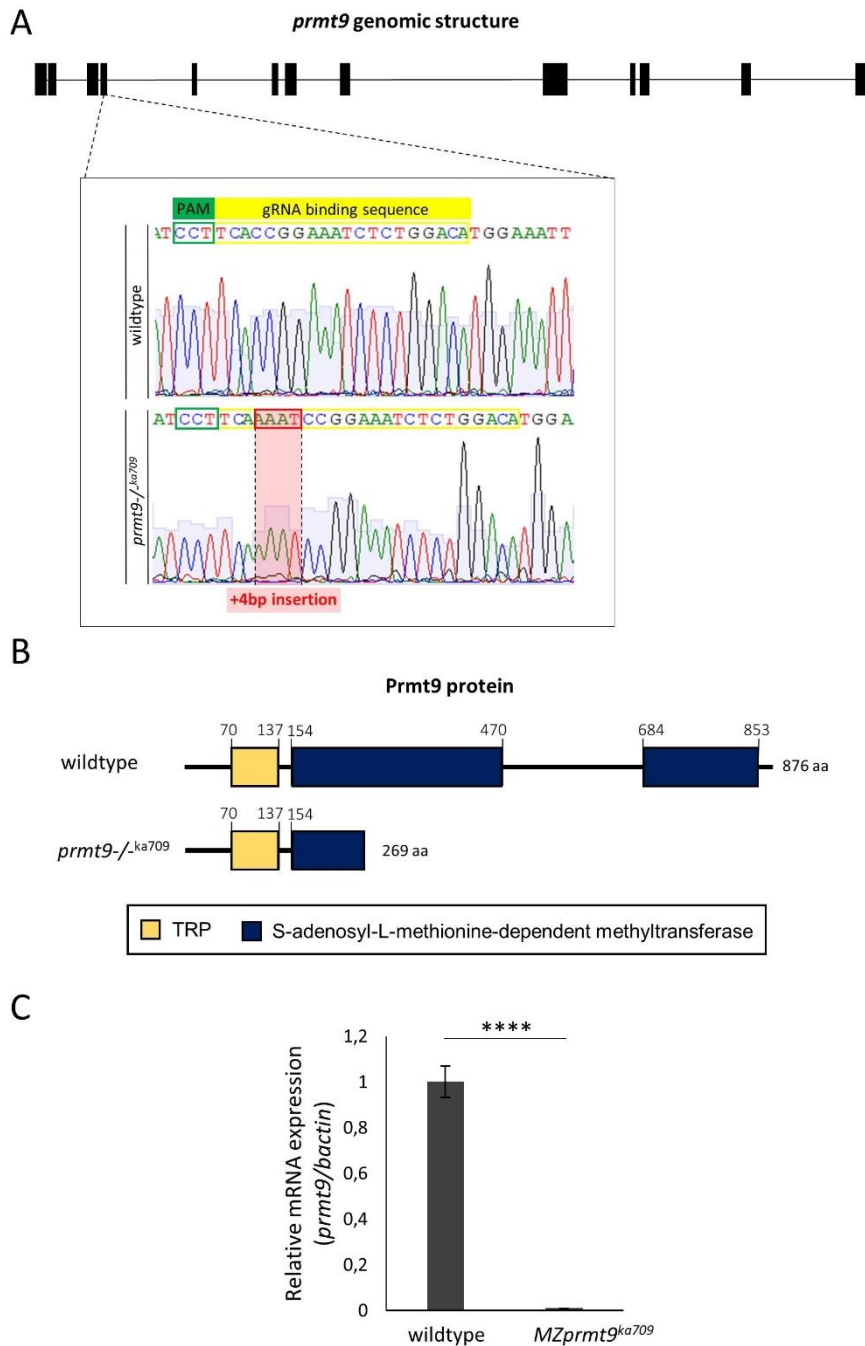 A
prmt9 genomic structure
PAM gRNA binding sequence
ATCCTTCACCGGAAATCTCTGGACATGGAAATT
wildtype
ATCCTTCAAAATCCGGAAATCTCTGGACATGGA
prmt9-/-ka709
+4bp insertion
B
Prmt9 protein
70 137 154 470 684 853
wildtype 876 aa
70 137 154
prmt9-/-ka709 269 aa
TRP S-adenosyl-L-methionine-dependent methyltransferase
C
****
Relative mRNA expression
(prmt9/bactin)
1,2
1
0,8
0,6
0,4
0,2
0
wildtype MZprmt9ka709